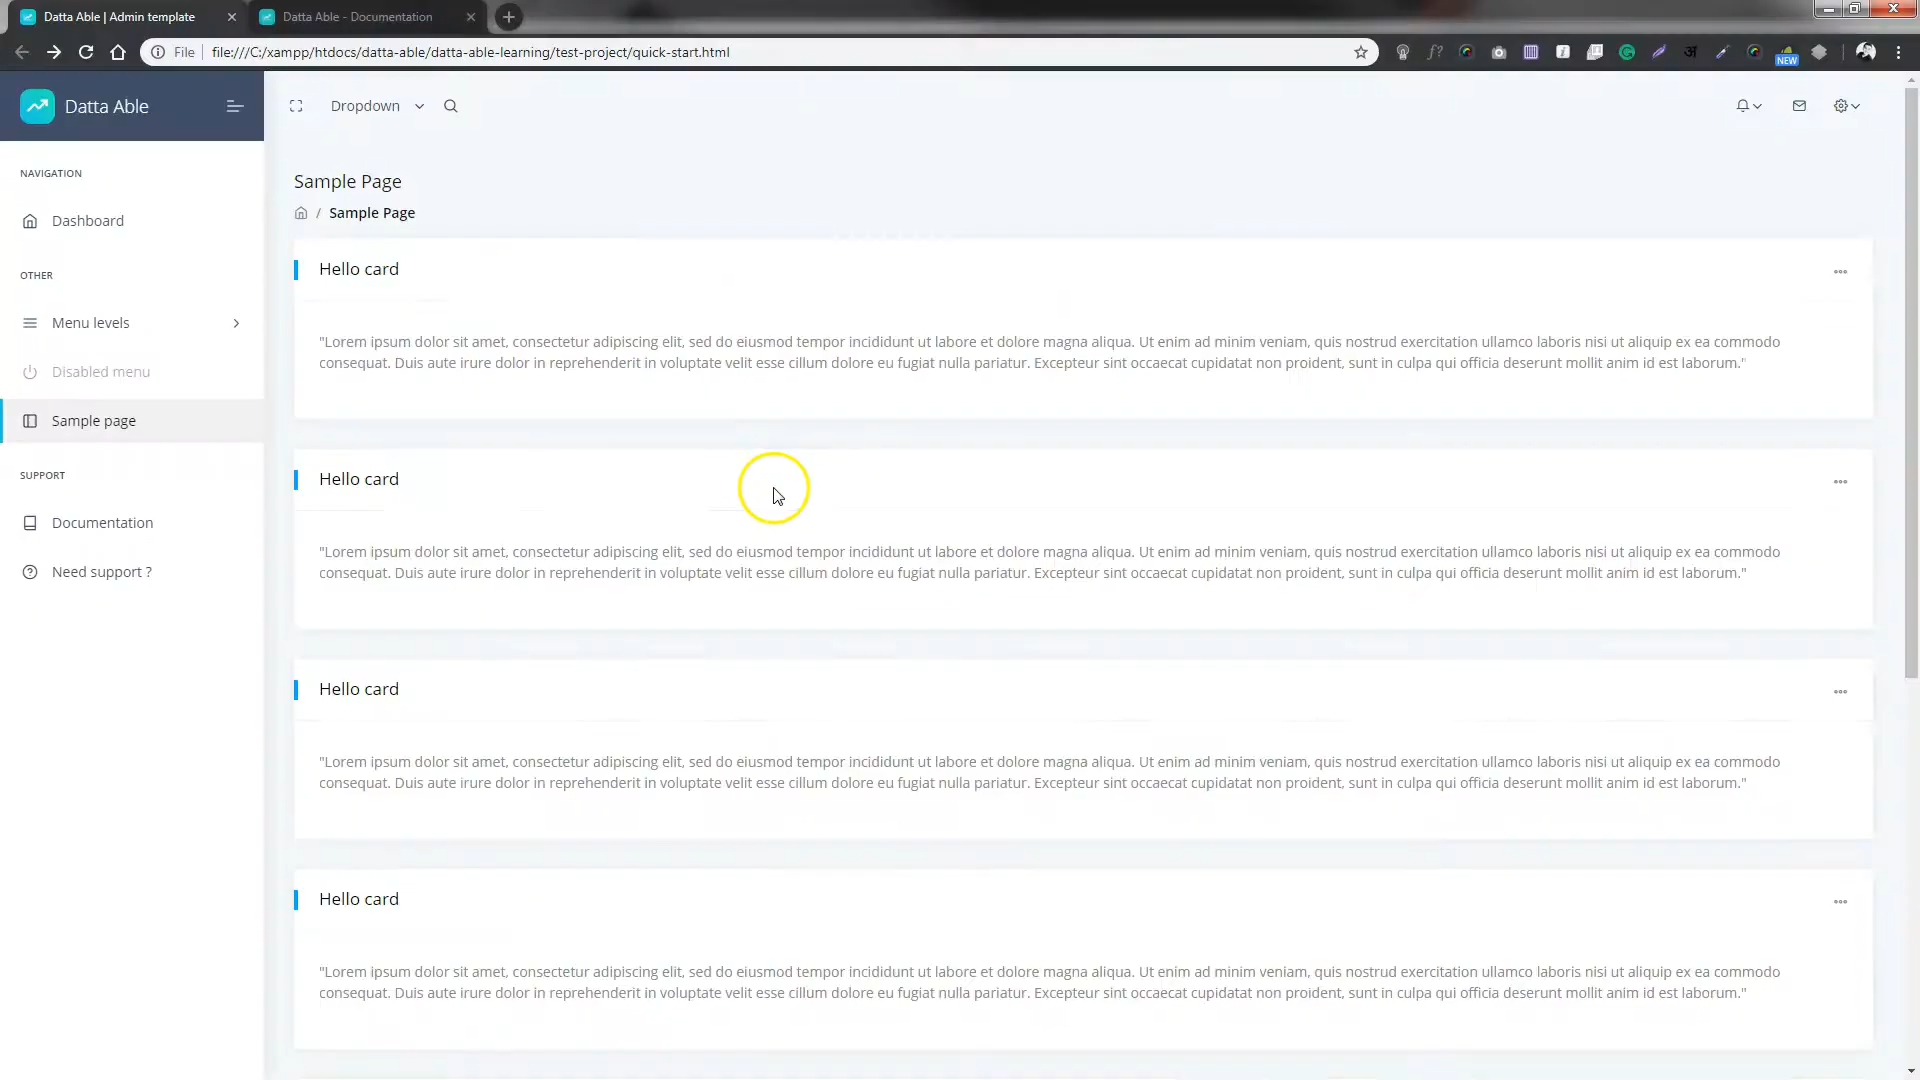 Datta Able | Admin template
Datta Able - Documentation
File
file:///C:/xampp/htdocs/datta-able/datta-able-learning/test-project/quick-start.html
NEW
Datta Able
Dropdown
NAVIGATION
Dashboard
OTHER
Menu levels
Disabled menu
Sample page
SUPPORT
Documentation
Need support ?
Sample Page
/ Sample Page
Hello card
"Lorem ipsum dolor sit amet, consectetur adipiscing elit, sed do eiusmod tempor incididunt ut labore et dolore magna aliqua. Ut enim ad minim veniam, quis nostrud exercitation ullamco laboris nisi ut aliquip ex ea commodo
consequat. Duis aute irure dolor in reprehenderit in voluptate velit esse cillum dolore eu fugiat nulla pariatur. Excepteur sint occaecat cupidatat non proident, sunt in culpa qui officia deserunt mollit anim id est laborum."
Hello card
"Lorem ipsum dolor sit amet, consectetur adipiscing elit, sed do eiusmod tempor incididunt ut labore et dolore magna aliqua. Ut enim ad minim veniam, quis nostrud exercitation ullamco laboris nisi ut aliquip ex ea commodo
consequat. Duis aute irure dolor in reprehenderit in voluptate velit esse cillum dolore eu fugiat nulla pariatur. Excepteur sint occaecat cupidatat non proident, sunt in culpa qui officia deserunt mollit anim id est laborum."
Hello card
"Lorem ipsum dolor sit amet, consectetur adipiscing elit, sed do eiusmod tempor incididunt ut labore et dolore magna aliqua. Ut enim ad minim veniam, quis nostrud exercitation ullamco laboris nisi ut aliquip ex ea commodo
consequat. Duis aute irure dolor in reprehenderit in voluptate velit esse cillum dolore eu fugiat nulla pariatur. Excepteur sint occaecat cupidatat non proident, sunt in culpa qui officia deserunt mollit anim id est laborum."
Hello card
"Lorem ipsum dolor sit amet, consectetur adipiscing elit, sed do eiusmod tempor incididunt ut labore et dolore magna aliqua. Ut enim ad minim veniam, quis nostrud exercitation ullamco laboris nisi ut aliquip ex ea commodo
consequat. Duis aute irure dolor in reprehenderit in voluptate velit esse cillum dolore eu fugiat nulla pariatur. Excepteur sint occaecat cupidatat non proident, sunt in culpa qui officia deserunt mollit anim id est laborum."